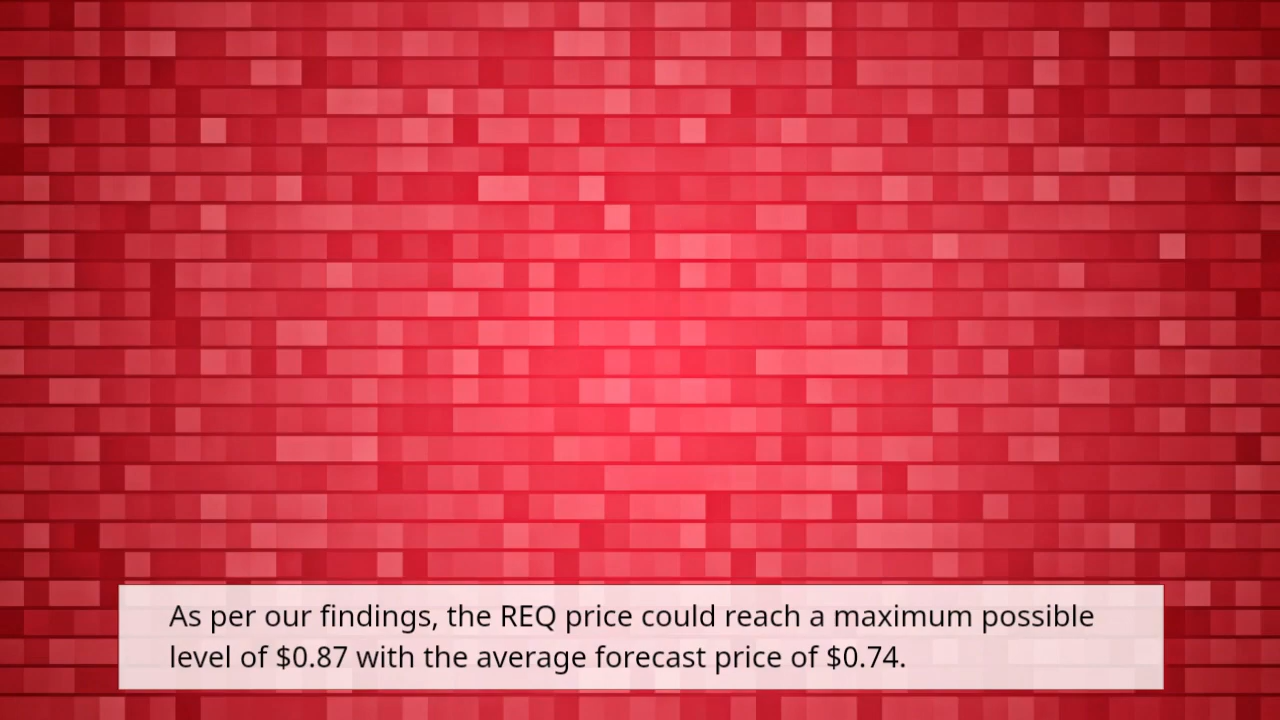 As per our findings, the REQ price could reach a maximum possible
level of $0.87 with the average forecast price of $0.74.